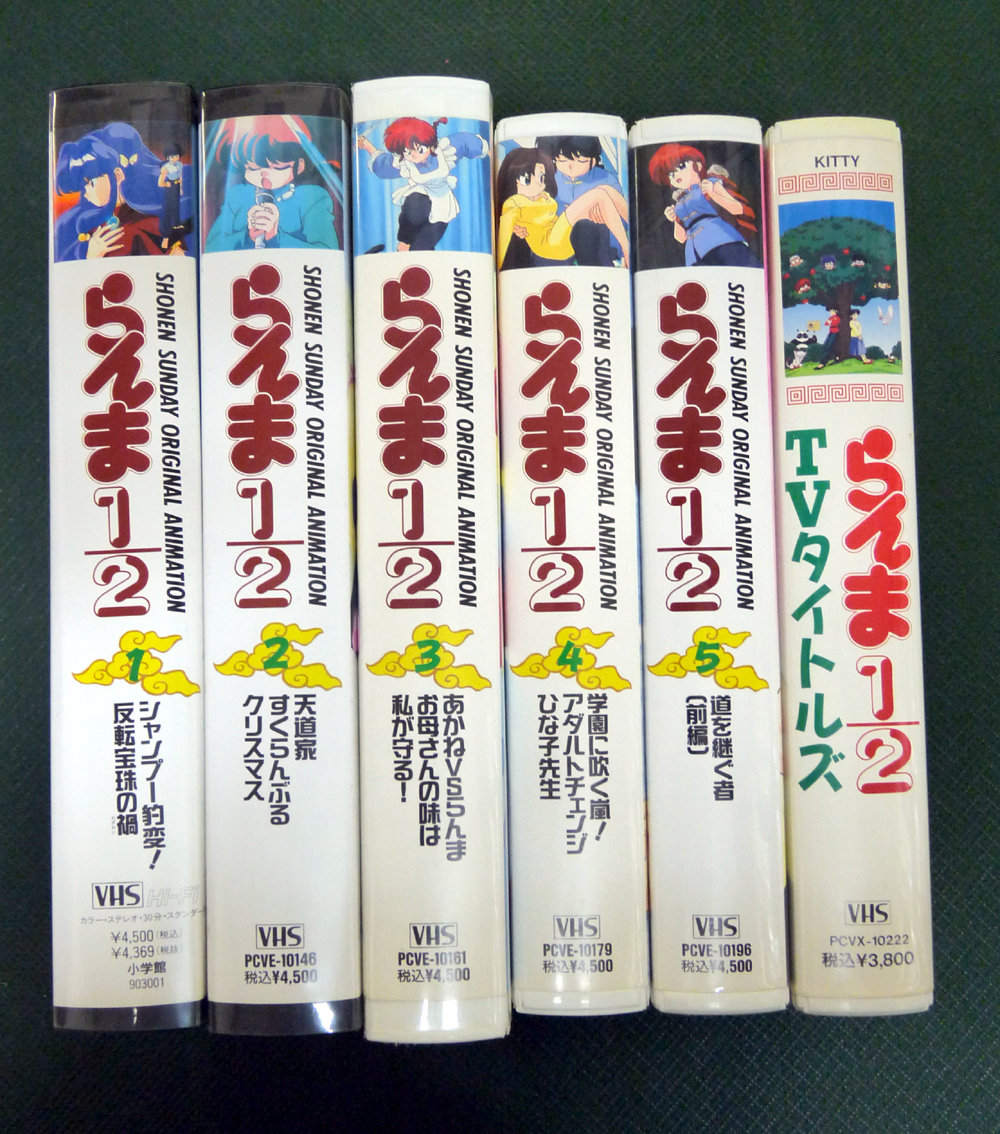 SHONEN SUNDAY ORIGINAL ANIMATION
らんま1/2
1
シャンプー豹変!
反転宝珠の禍
VHS Hi-Fi
カラー・ステレオ・30分・スタンダー
¥4,500(税込)
¥4,369(税抜)
小学館
903001
SHONEN SUNDAY ORIGINAL ANIMATION
らんま1/2
2
天道家
すくらんぶる
クリスマス
VHS
PCVE-10146
税込¥4,500
SHONEN SUNDAY ORIGINAL ANIMATION
らんま1/2
3
あかねVSらんま
お母さんの味は
私が守る!
VHS
PCVE-10161
税込¥4,500
SHONEN SUNDAY ORIGINAL ANIMATION
らんま1/2
4
学園に吹く嵐!
アダルトチェンジ
ひな子先生
VHS
PCVE-10179
税込¥4,500
SHONEN SUNDAY ORIGINAL ANIMATION
らんま1/2
5
道を継ぐ者
(前編)
VHS
PCVE-10196
税込¥4,500
KITTY
らんま1/2
TVタイトルズ
VHS
PCVX-10222
税込¥3,800